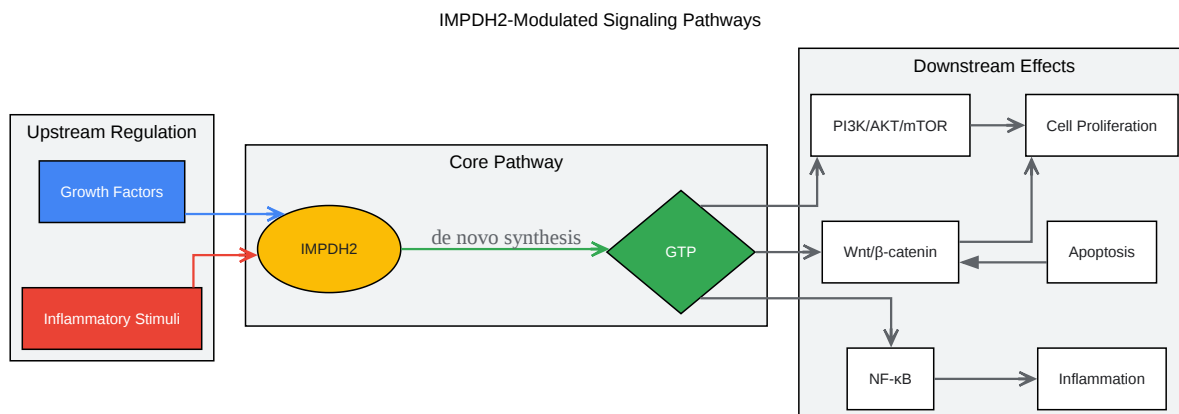 IMPDH2-Modulated Signaling Pathways
Upstream Regulation
Growth Factors
Inflammatory Stimuli
Core Pathway
IMPDH2
de novo synthesis
GTP
Downstream Effects
PI3K/AKT/mTOR
Cell Proliferation
Wnt/β-catenin
Apoptosis
NF-κB
Inflammation